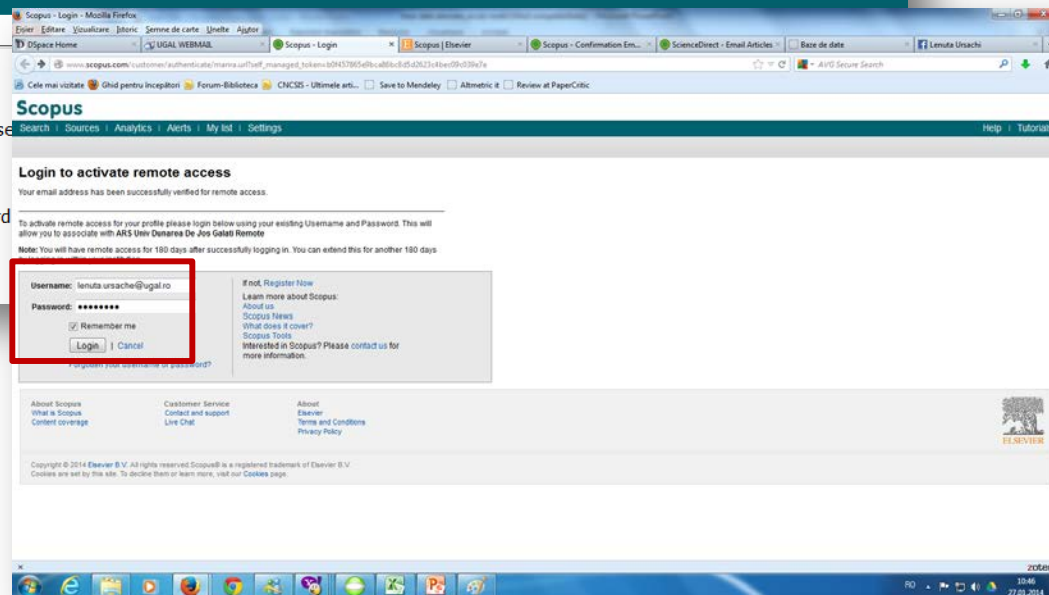 Scopus - Login - Mozilla Firefox
Fișier Editare Vizualizare Istoric Semne de carte Unelte Ajutor
DSpace Home
UGAL WEBMAIL
Scopus - Login
Scopus | Elsevier
Scopus - Confirmation Em...
ScienceDirect - Email Articles
Baze de date
Lenuta Ursachi
AVG Secure Search
Cele mai vizitate Ghid pentru începători Forum-Biblioteca CNCSIS - Ultimele arti... Save to Mendeley Altmetric it Review at PaperCritic
Scopus
Search | Sources | Analytics | Alerts | My list | Settings
Help | Tutorials
Login to activate remote access
Your email address has been successfully verified for remote access.
To activate remote access for your profile please login below using your existing Username and Password. This will
allow you to associate with ARS Univ Dunarea De Jos Galati Remote
Note: You will have remote access for 180 days after successfully logging in. You can extend this for another 180 days
Username: lenuta.ursache@ugal.ro
Password: ••••••••
Remember me
Login | Cancel
Forgotten your username or password?
If not, Register Now
Learn more about Scopus:
About us
Scopus News
What does it cover?
Scopus Tools
Interested in Scopus? Please contact us for
more information.
About Scopus
What is Scopus
Content coverage
Customer Service
Contact and support
Live Chat
About
Elsevier
Terms and Conditions
Privacy Policy
ELSEVIER
Copyright © 2014 Elsevier B.V. All rights reserved. Scopus® is a registered trademark of Elsevier B.V.
Cookies are set by this site. To decline them or learn more, visit our Cookies page.
RO
10:46
27.01.2014